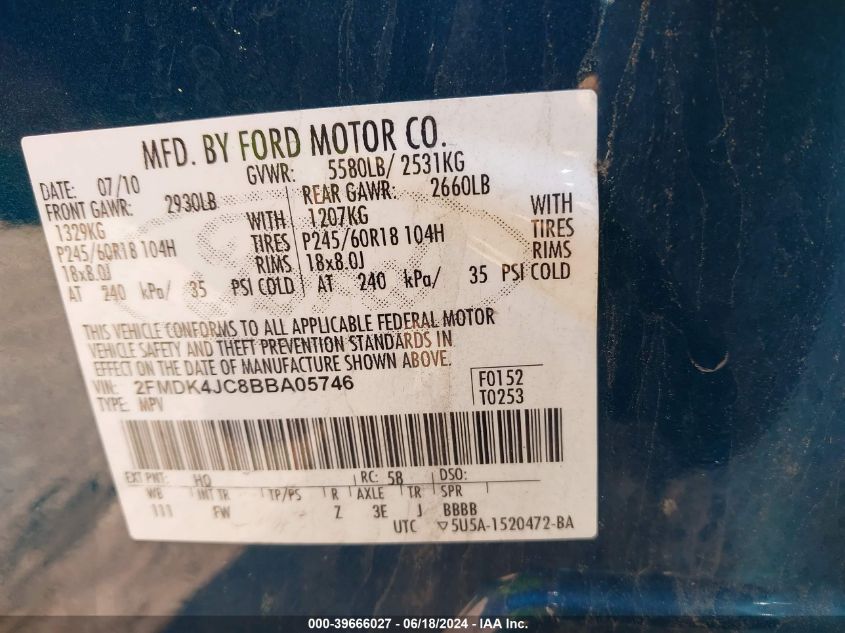 MFD. BY FORD MOTOR CO.
DATE: 07/10 GVWR: 5580LB/ 2531KG
FRONT GAWR: 2930LB REAR GAWR: 2660LB
1329KG WITH 1207KG WITH
P245/60R18 104H TIRES P245/60R18 104H TIRES
18x8.0J RIMS 18x8.0J RIMS
AT 240 kPa/ 35 PSI COLD AT 240 kPa/ 35 PSI COLD
THIS VEHICLE CONFORMS TO ALL APPLICABLE FEDERAL MOTOR
VEHICLE SAFETY AND THEFT PREVENTION STANDARDS IN
EFFECT ON THE DATE OF MANUFACTURE SHOWN ABOVE.
VIN: 2FMDK4JC8BBA05746 F0152
TYPE: MPV T0253
EXT PNT: HQ RC: 58 DSO:
WB INT TR TP/PS R AXLE TR SPR
111 FW Z 3E J BBBB
UTC ▽5U5A-1520472-BA
000-39666027 - 06/18/2024 - IAA Inc.